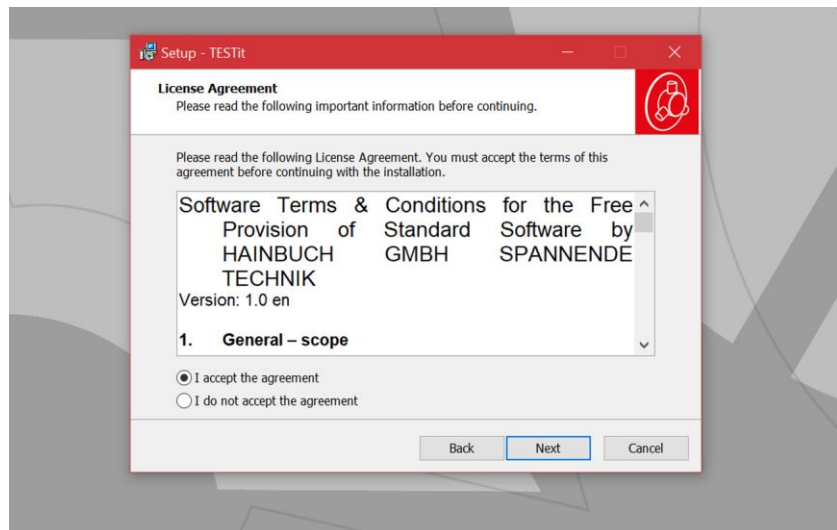 Setup - TESTit
License Agreement
Please read the following important information before continuing.
Please read the following License Agreement. You must accept the terms of this
agreement before continuing with the installation.
Software Terms & Conditions for the Free
Provision of Standard Software by
HAINBUCH GMBH SPANNENDE
TECHNIK
Version: 1.0 en
1. General – scope
I accept the agreement
I do not accept the agreement
Back Next Cancel